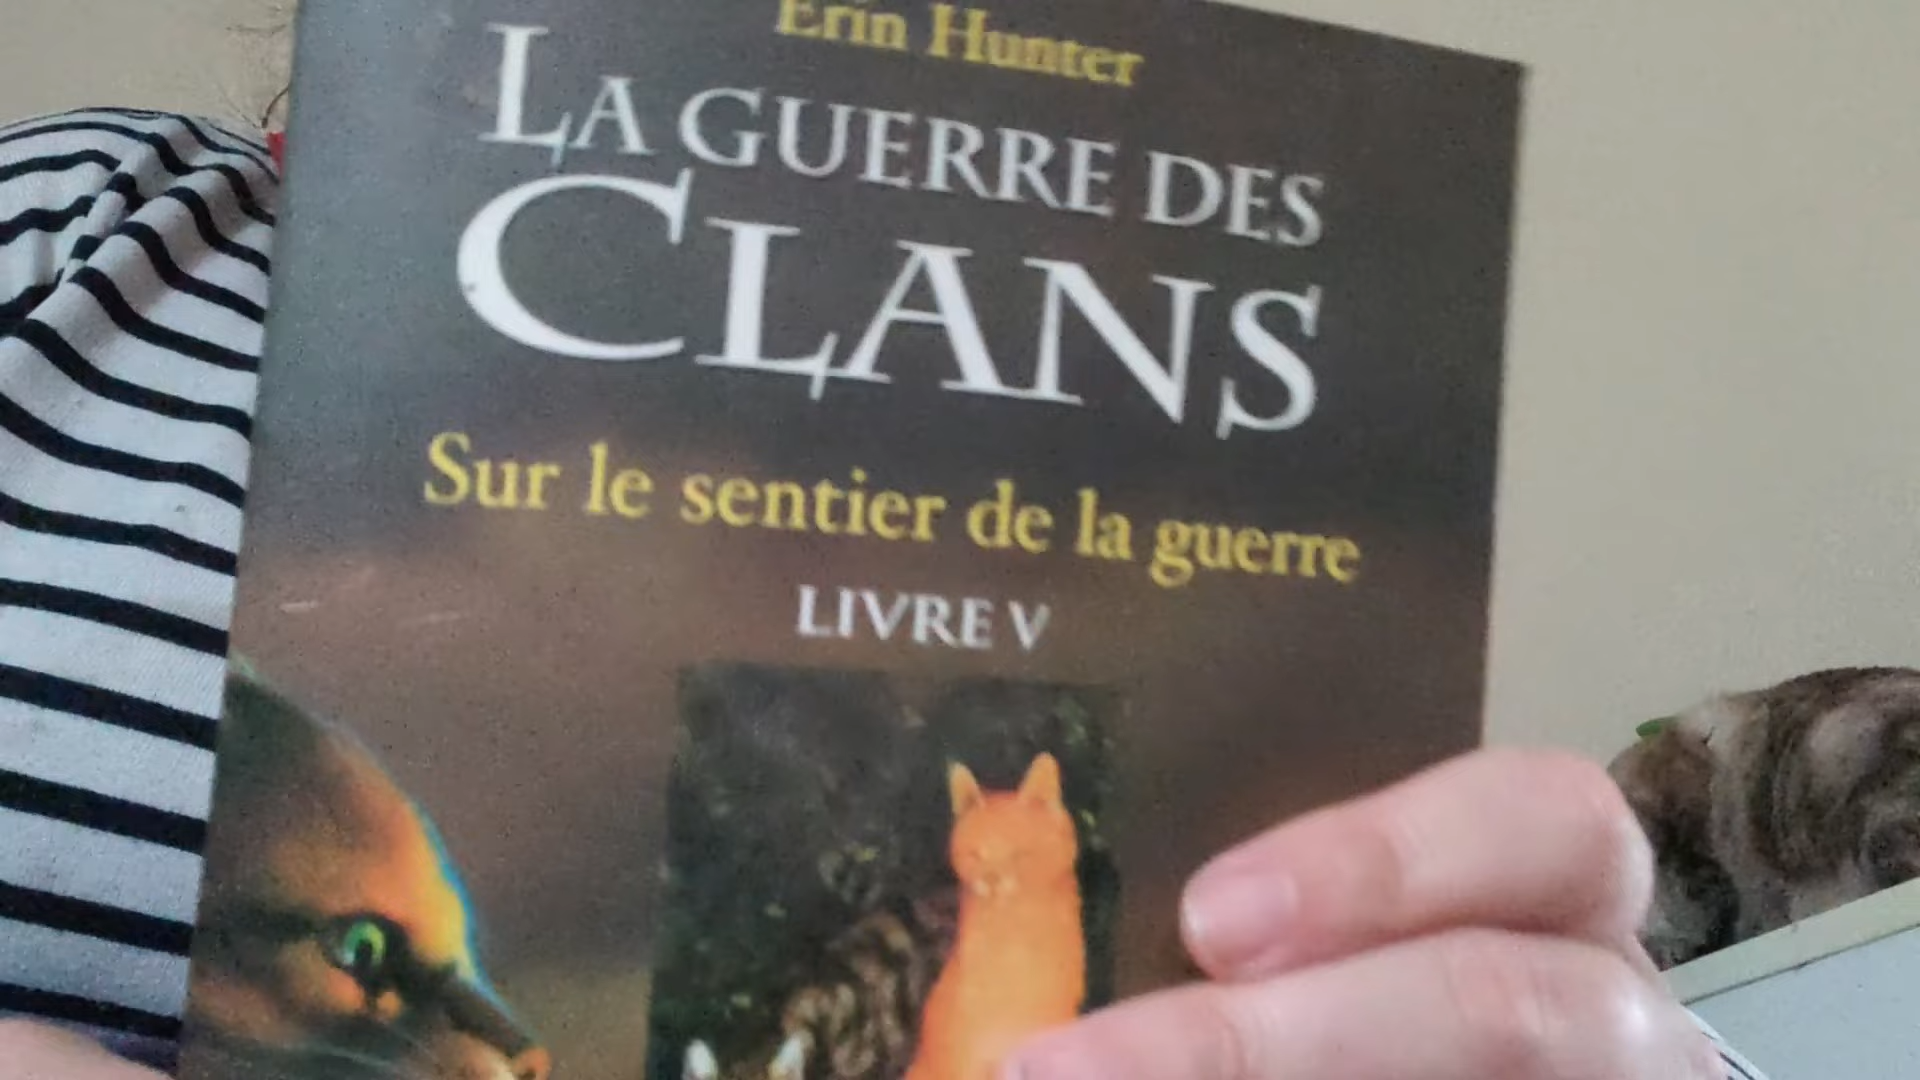 Erin Hunter
LA GUERRE DES
CLANS
Sur le sentier de la guerre
LIVRE V